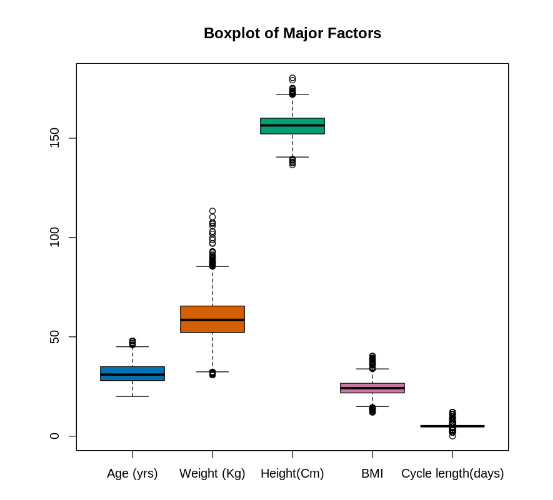 Boxplot of Major Factors
150
100
50
0
Age (yrs) Weight (Kg) Height(Cm) BMI Cycle length(days)